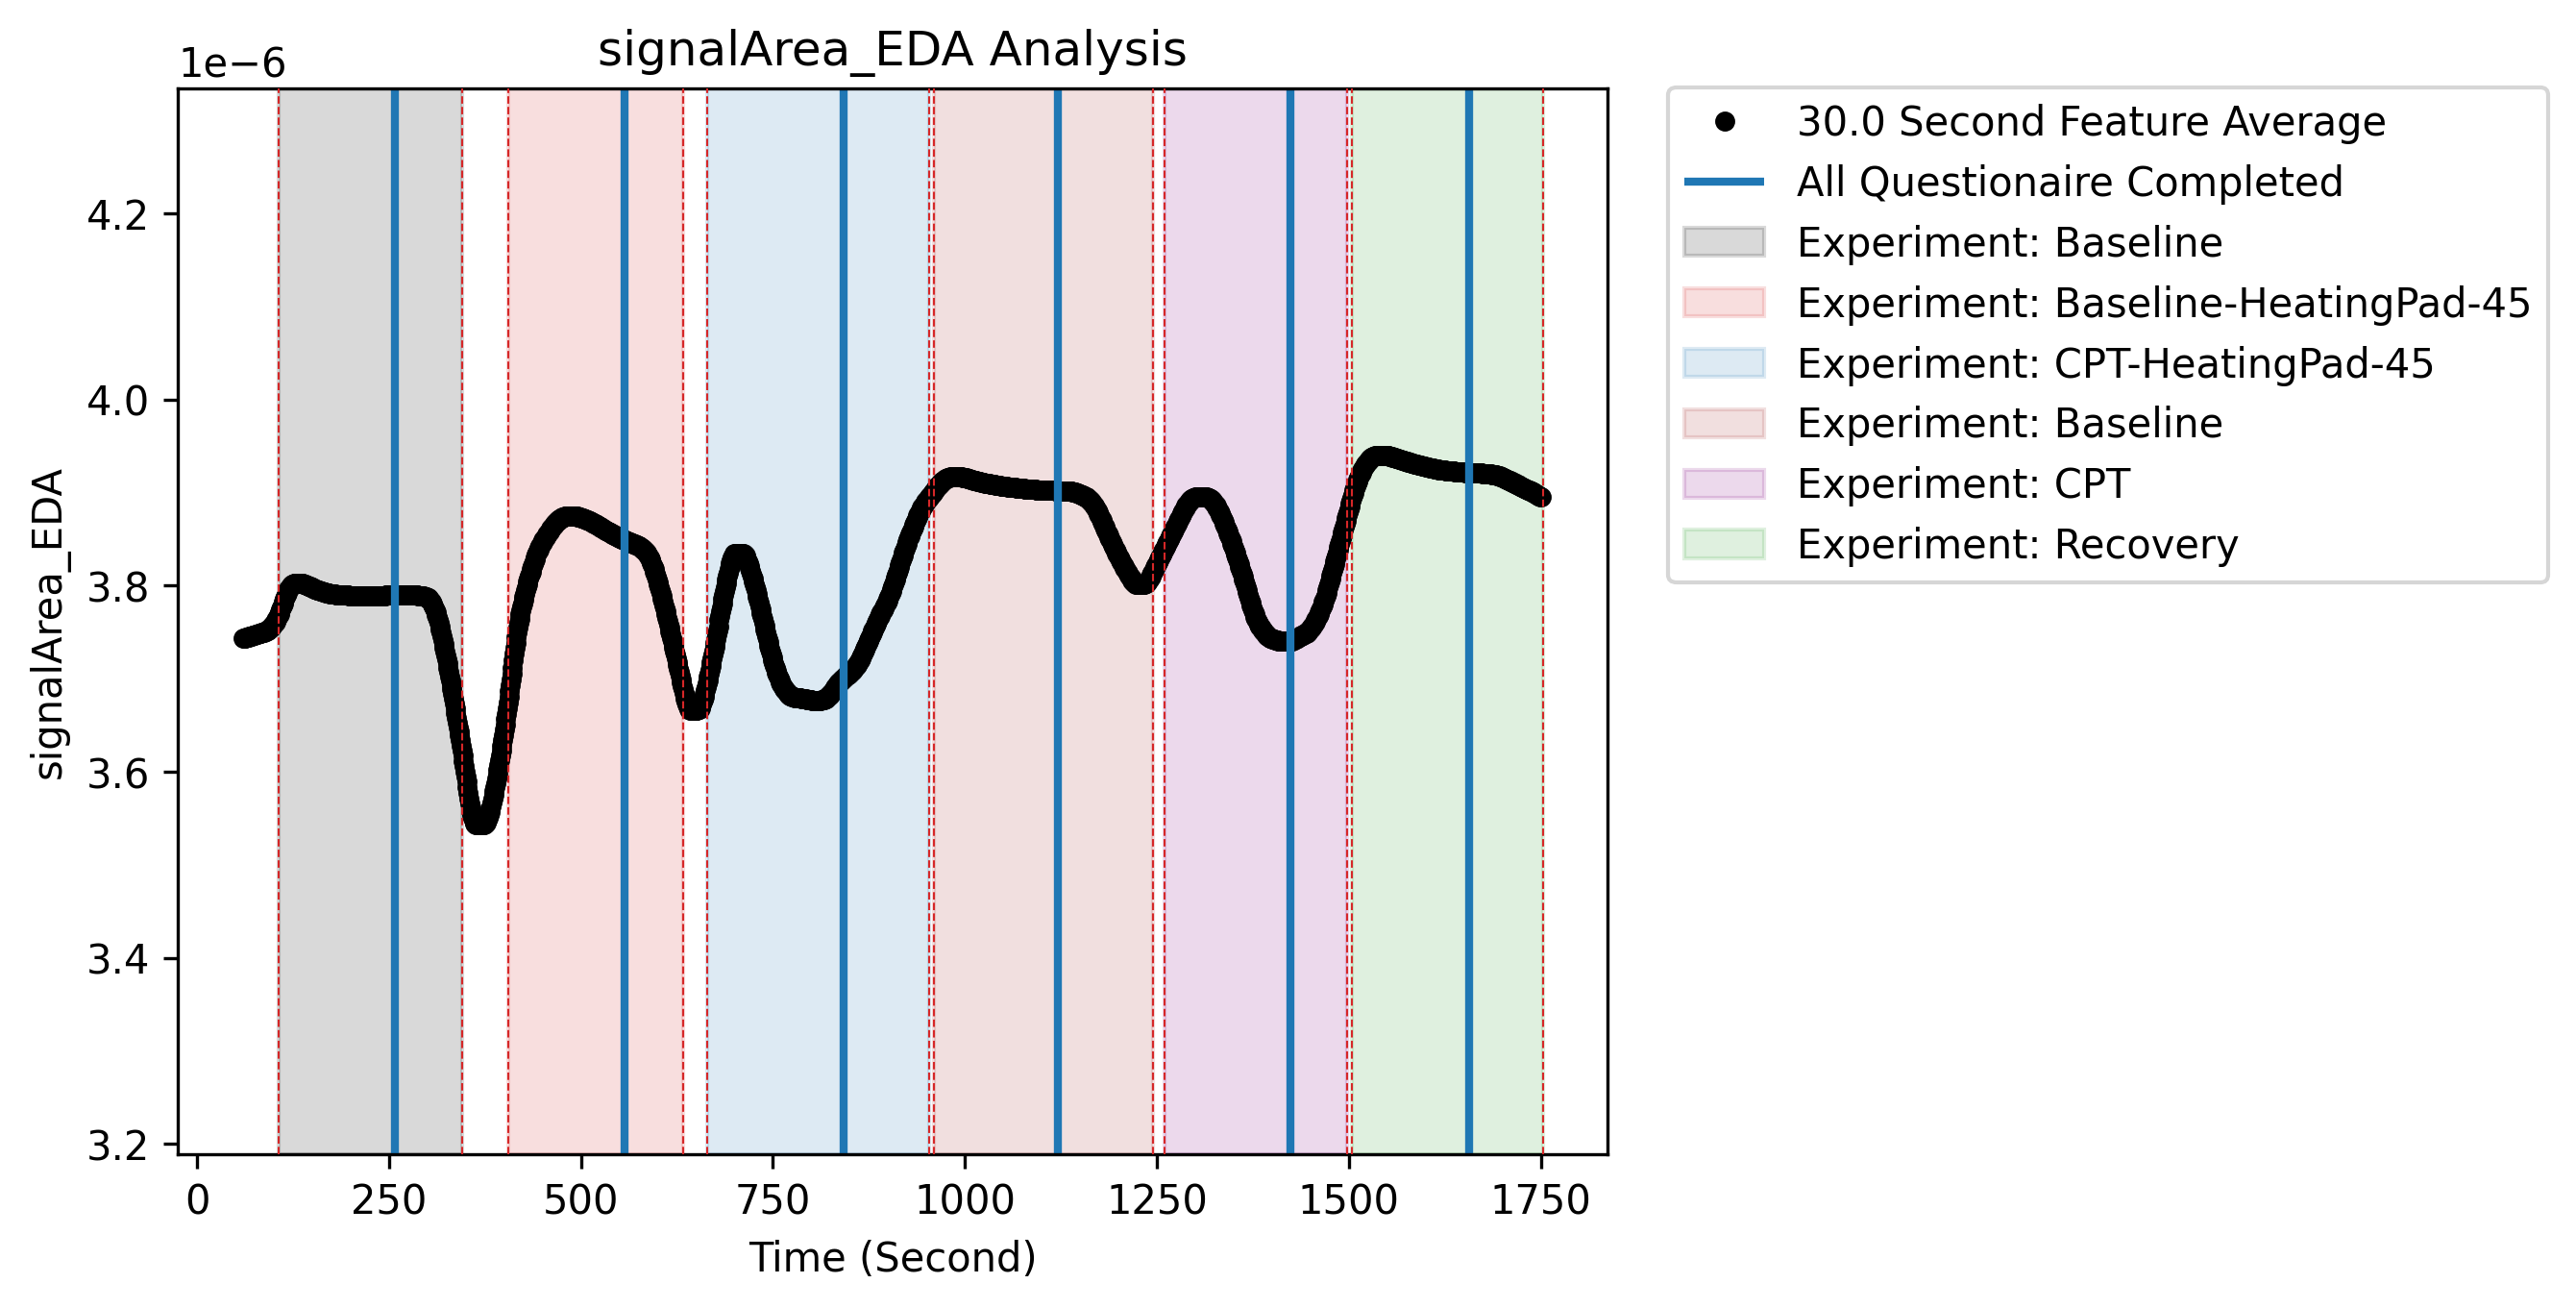 signalArea_EDA Analysis
1e−6
4.2
4.0
3.8
3.6
3.4
3.2
signalArea_EDA
0 250 500 750 1000 1250 1500 1750
Time (Second)
30.0 Second Feature Average
All Questionaire Completed
Experiment: Baseline
Experiment: Baseline-HeatingPad-45
Experiment: CPT-HeatingPad-45
Experiment: Baseline
Experiment: CPT
Experiment: Recovery